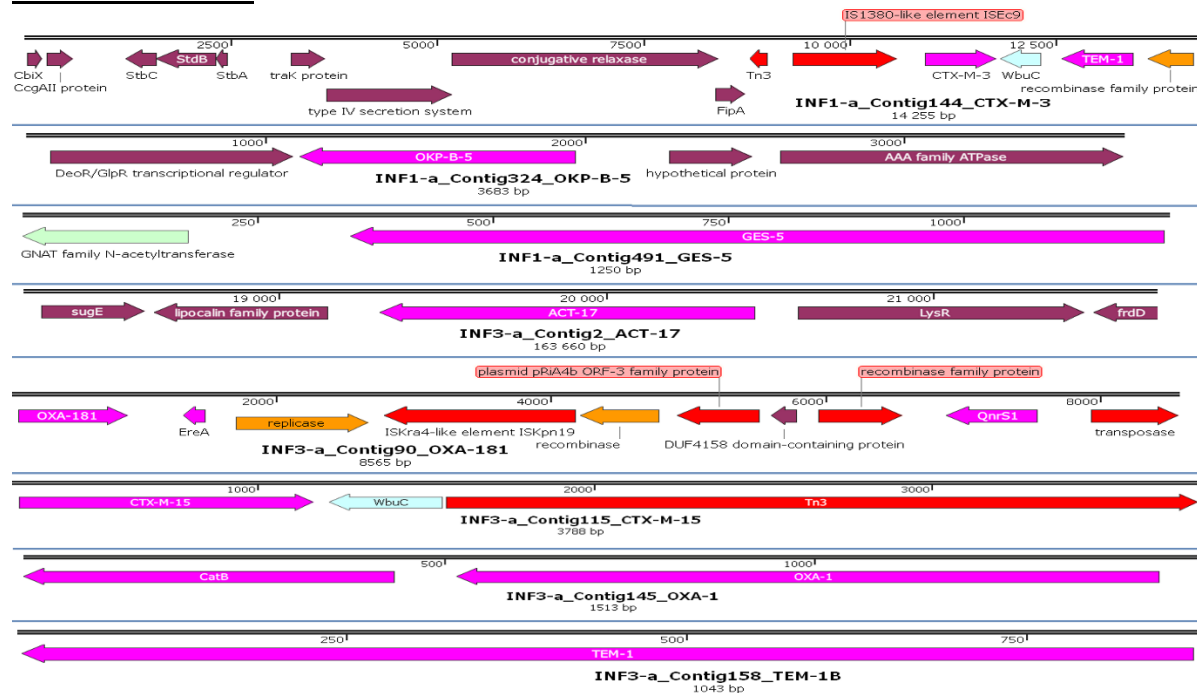 IS1380-like element ISEc9
2500 5000 7500 10 000 12 500
StdB conjugative relaxase TEM-1
CbiX StbC StbA traK protein Tn3 CTX-M-3 WbuC
CcgAII protein type IV secretion system FipA recombinase family protein
INF1-a_Contig144_CTX-M-3
14 255 bp
1000 2000 3000
OKP-B-5 AAA family ATPase
DeoR/GlpR transcriptional regulator hypothetical protein
INF1-a_Contig324_OKP-B-5
3683 bp
250 500 750 1000
GES-5
GNAT family N-acetyltransferase
INF1-a_Contig491_GES-5
1250 bp
19 000 20 000 21 000
sugE lipocalin family protein ACT-17 LysR frdD
INF3-a_Contig2_ACT-17
163 660 bp
plasmid pRiA4b ORF-3 family protein recombinase family protein
2000 4000 6000 8000
OXA-181 replicase QnrS1
EreA ISKra4-like element ISKpn19 recombinase DUF4158 domain-containing protein transposase
INF3-a_Contig90_OXA-181
8565 bp
1000 2000 3000
CTX-M-15 WbuC Tn3
INF3-a_Contig115_CTX-M-15
3788 bp
500 1000
CatB OXA-1
INF3-a_Contig145_OXA-1
1513 bp
250 500 750
TEM-1
INF3-a_Contig158_TEM-1B
1043 bp